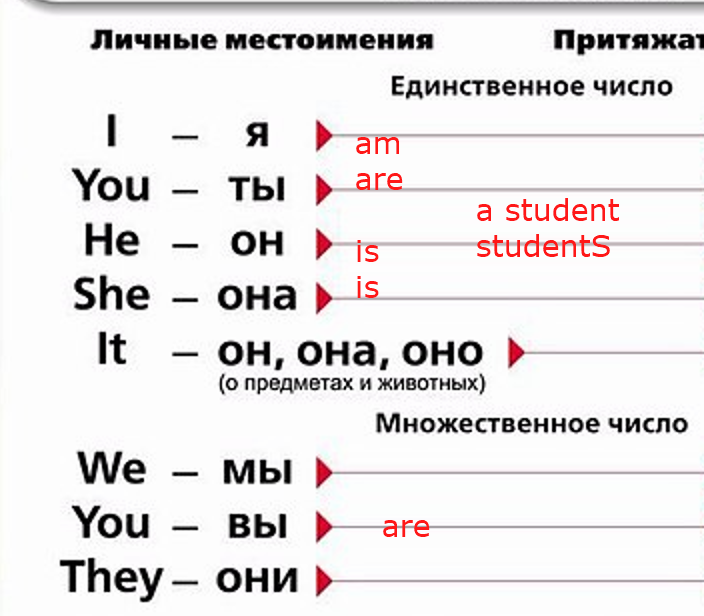 Личные местоимения Притяжат
Единственное число
I – я am
You – ты are
a student
He – он is studentS
She – она is
It – он, она, оно
(о предметах и животных)
Множественное число
We – мы
You – вы are
They – они